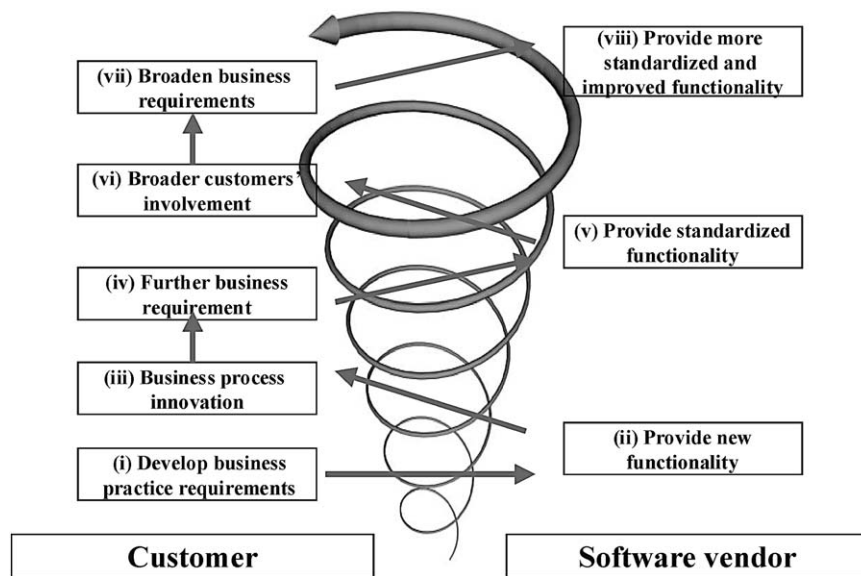 (viii) Provide more
standardized and
improved functionality
(vii) Broaden business
requirements
(vi) Broader customers'
involvement
(v) Provide standardized
functionality
(iv) Further business
requirement
(iii) Business process
innovation
(ii) Provide new
functionality
(i) Develop business
practice requirements
Customer
Software vendor